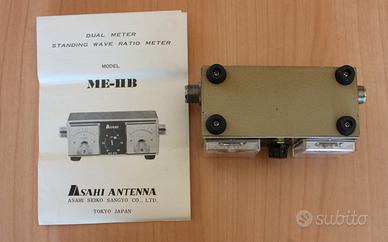 DUAL METER
STANDING WAVE RATIO METER
MODEL
ME-IIB
ASAHI ANTENNA
ASAHI SEIKO SANGYO CO., LTD.
TOKYO JAPAN
subito